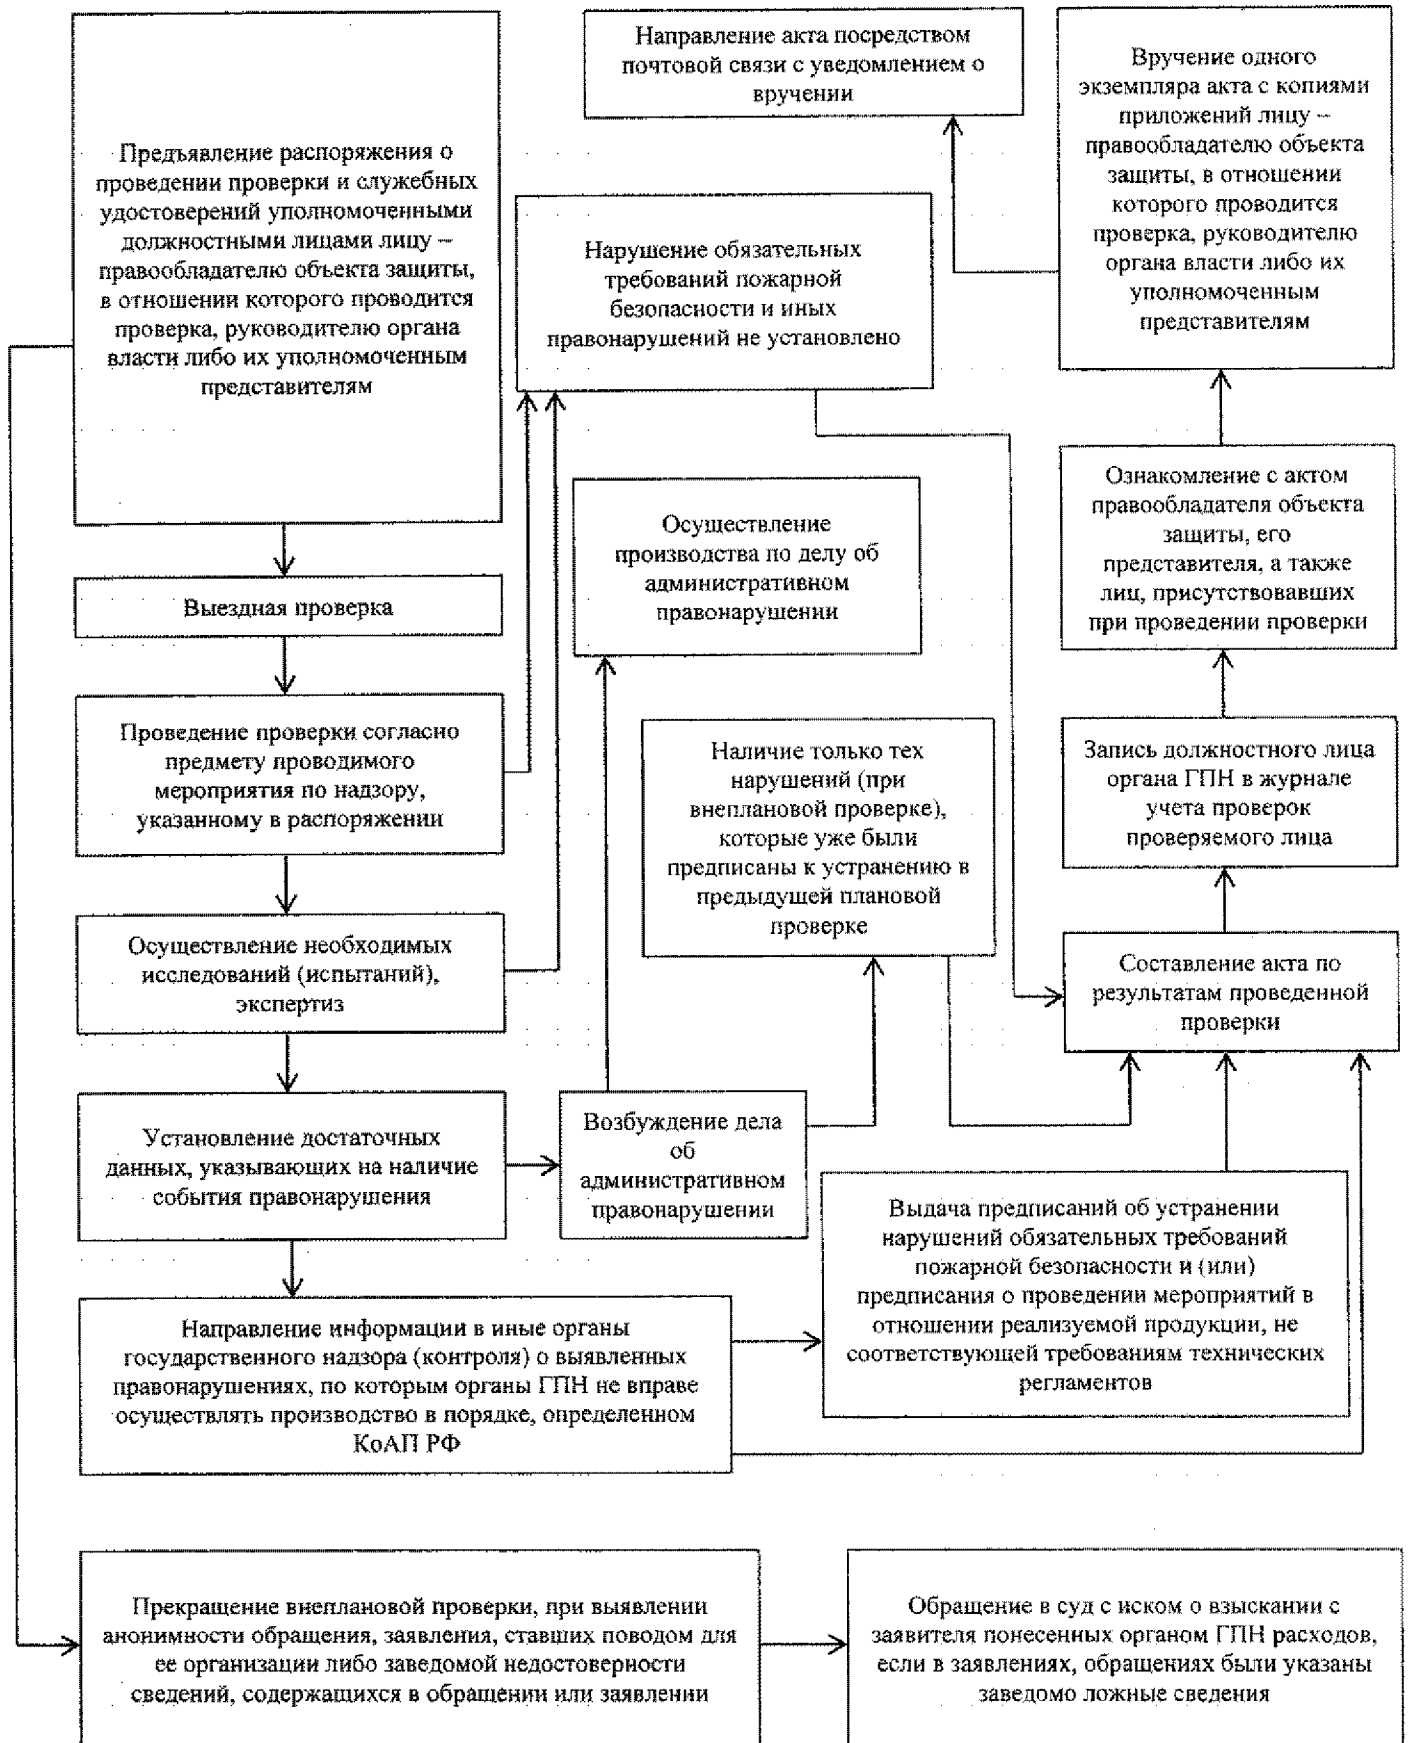 Предъявление распоряжения о
проведении проверки и служебных
удостоверений уполномоченными
должностными лицами лицу –
правообладателю объекта защиты,
в отношении которого проводится
проверка, руководителю органа
власти либо их уполномоченным
представителям
Выездная проверка
Проведение проверки согласно
предмету проводимого
мероприятия по надзору,
указанному в распоряжении
Осуществление необходимых
исследований (испытаний),
экспертиз
Установление достаточных
данных, указывающих на наличие
события правонарушения
Направление информации в иные органы
государственного надзора (контроля) о выявленных
правонарушениях, по которым органы ГПН не вправе
осуществлять производство в порядке, определенном
КоАП РФ
Направление акта посредством
почтовой связи с уведомлением о
вручении
Нарушение обязательных
требований пожарной
безопасности и иных
правонарушений не установлено
Осуществление
производства по делу об
административном
правонарушении
Наличие только тех
нарушений (при
внеплановой проверке),
которые уже были
предписаны к устранению в
предыдущей плановой
проверке
Возбуждение дела
об
административном
правонарушении
Выдача предписаний об устранении
нарушений обязательных требований
пожарной безопасности и (или)
предписания о проведении мероприятий в
отношении реализуемой продукции, не
соответствующей требованиям технических
регламентов
Вручение одного
экземпляра акта с копиями
приложений лицу –
правообладателю объекта
защиты, в отношении
которого проводится
проверка, руководителю
органа власти либо их
уполномоченным
представителям
Ознакомление с актом
правообладателя объекта
защиты, его
представителя, а также
лиц, присутствовавших
при проведении проверки
Запись должностного лица
органа ГПН в журнале
учета проверок
проверяемого лица
Составление акта по
результатам проведенной
проверки
Прекращение внеплановой проверки, при выявлении
анонимности обращения, заявления, ставших поводом для
ее организации либо заведомой недостоверности
сведений, содержащихся в обращении или заявлении
Обращение в суд с иском о взыскании с
заявителя понесенных органом ГПН расходов,
если в заявлениях, обращениях были указаны
заведомо ложные сведения